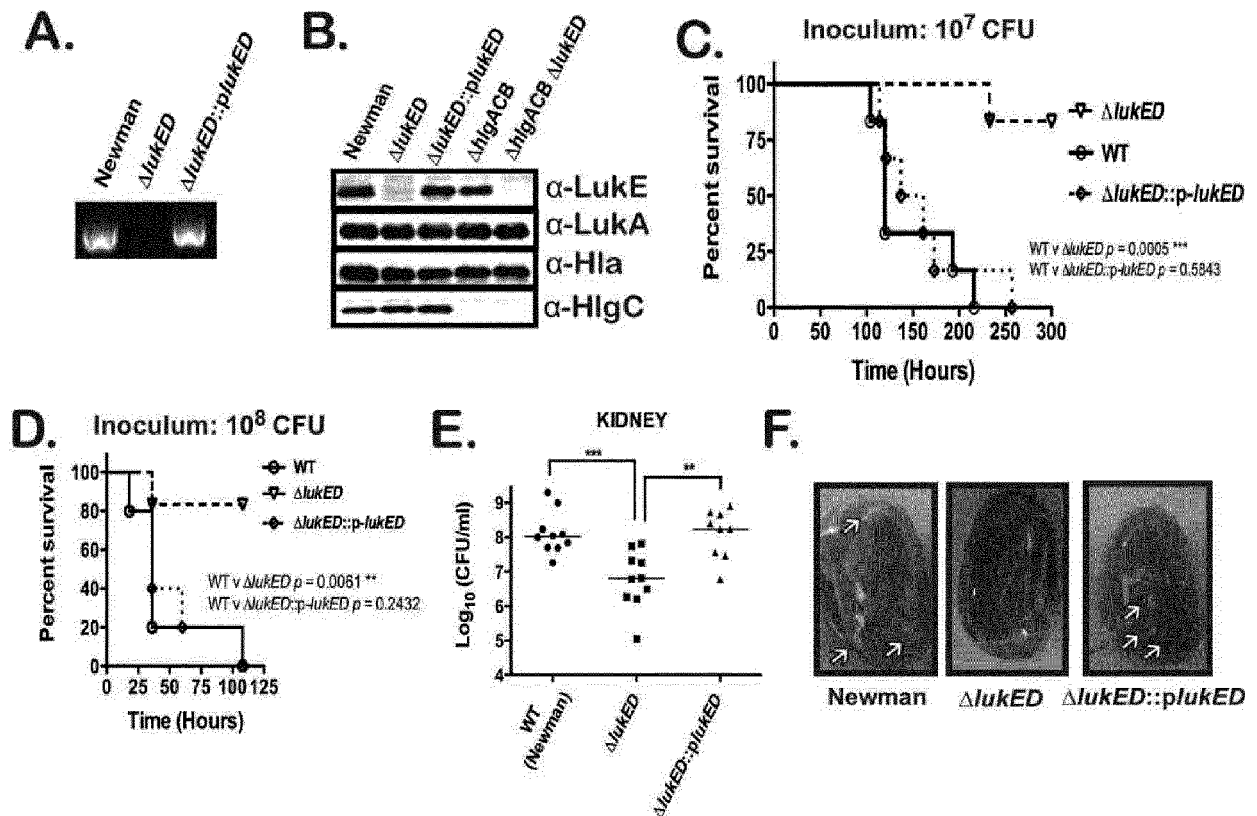 A.
Newman
ΔlukED
ΔlukED::plukED
B.
Newman
ΔlukED
ΔlukED::plukED
ΔhlgACB
ΔhlgACB ΔlukED
α-LukE
α-LukA
α-Hla
α-HlgC
C.
Inoculum: 10⁷ CFU
Percent survival
100
75
50
25
0
0 50 100 150 200 250 300
Time (Hours)
ΔlukED
WT
ΔlukED::p-lukED
WT v ΔlukED p = 0.0005 ***
WT v ΔlukED::p-lukED p = 0.5843
D.
Inoculum: 10⁸ CFU
Percent survival
100
80
60
40
20
0
0 25 50 75 100 125
Time (Hours)
WT
ΔlukED
ΔlukED::p-lukED
WT v ΔlukED p = 0.0061 **
WT v ΔlukED::p-lukED p = 0.2432
E.
KIDNEY
*** **
Log₁₀ (CFU/ml)
9
8
7
6
5
4
WT
(Newman)
ΔlukED
ΔlukED::plukED
F.
Newman
ΔlukED
ΔlukED::plukED